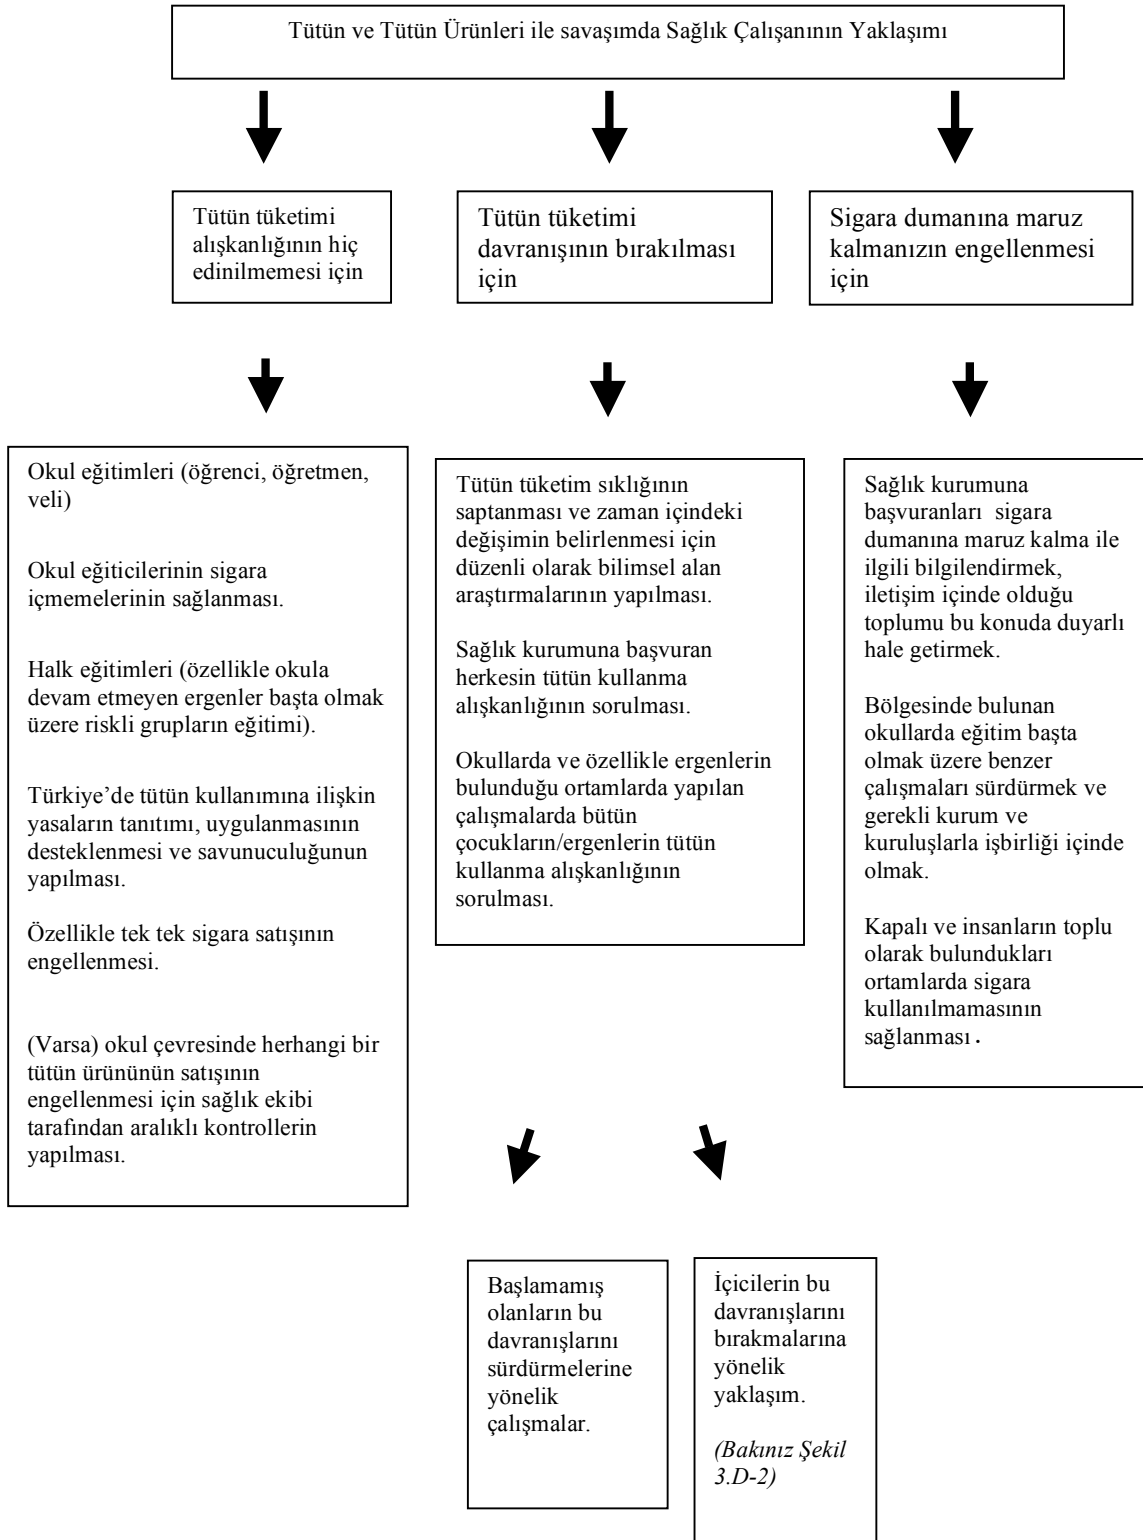 Tütün ve Tütün Ürünleri ile savaşımda Sağlık Çalışanının Yaklaşımı
Tütün tüketimi
alışkanlığının hiç
edinilmemesi için
Tütün tüketimi
davranışının bırakılması
için
Sigara dumanına maruz
kalmanızın engellenmesi
için
Okul eğitimleri (öğrenci, öğretmen,
veli)
Okul eğiticilerinin sigara
içmemelerinin sağlanması.
Halk eğitimleri (özellikle okula
devam etmeyen ergenler başta olmak
üzere riskli grupların eğitimi).
Türkiye’de tütün kullanımına ilişkin
yasaların tanıtımı, uygulanmasının
desteklenmesi ve savunuculuğunun
yapılması.
Özellikle tek tek sigara satışının
engellenmesi.
(Varsa) okul çevresinde herhangi bir
tütün ürününün satışının
engellenmesi için sağlık ekibi
tarafından aralıklı kontrollerin
yapılması.
Tütün tüketim sıklığının
saptanması ve zaman içindeki
değişimin belirlenmesi için
düzenli olarak bilimsel alan
araştırmalarının yapılması.
Sağlık kurumuna başvuran
herkesin tütün kullanma
alışkanlığının sorulması.
Okullarda ve özellikle ergenlerin
bulunduğu ortamlarda yapılan
çalışmalarda bütün
çocukların/ergenlerin tütün
kullanma alışkanlığının
sorulması.
Sağlık kurumuna
başvuranları sigara
dumanına maruz kalma ile
ilgili bilgilendirmek,
iletişim içinde olduğu
toplumu bu konuda duyarlı
hale getirmek.
Bölgesinde bulunan
okullarda eğitim başta
olmak üzere benzer
çalışmaları sürdürmek ve
gerekli kurum ve
kuruluşlarla işbirliği içinde
olmak.
Kapalı ve insanların toplu
olarak bulundukları
ortamlarda sigara
kullanılmamasının
sağlanması.
Başlamamış
olanların bu
davranışlarını
sürdürmelerine
yönelik
çalışmalar.
İçicilerin bu
davranışlarını
bırakmalarına
yönelik
yaklaşım.
(Bakınız Şekil
3.D-2)